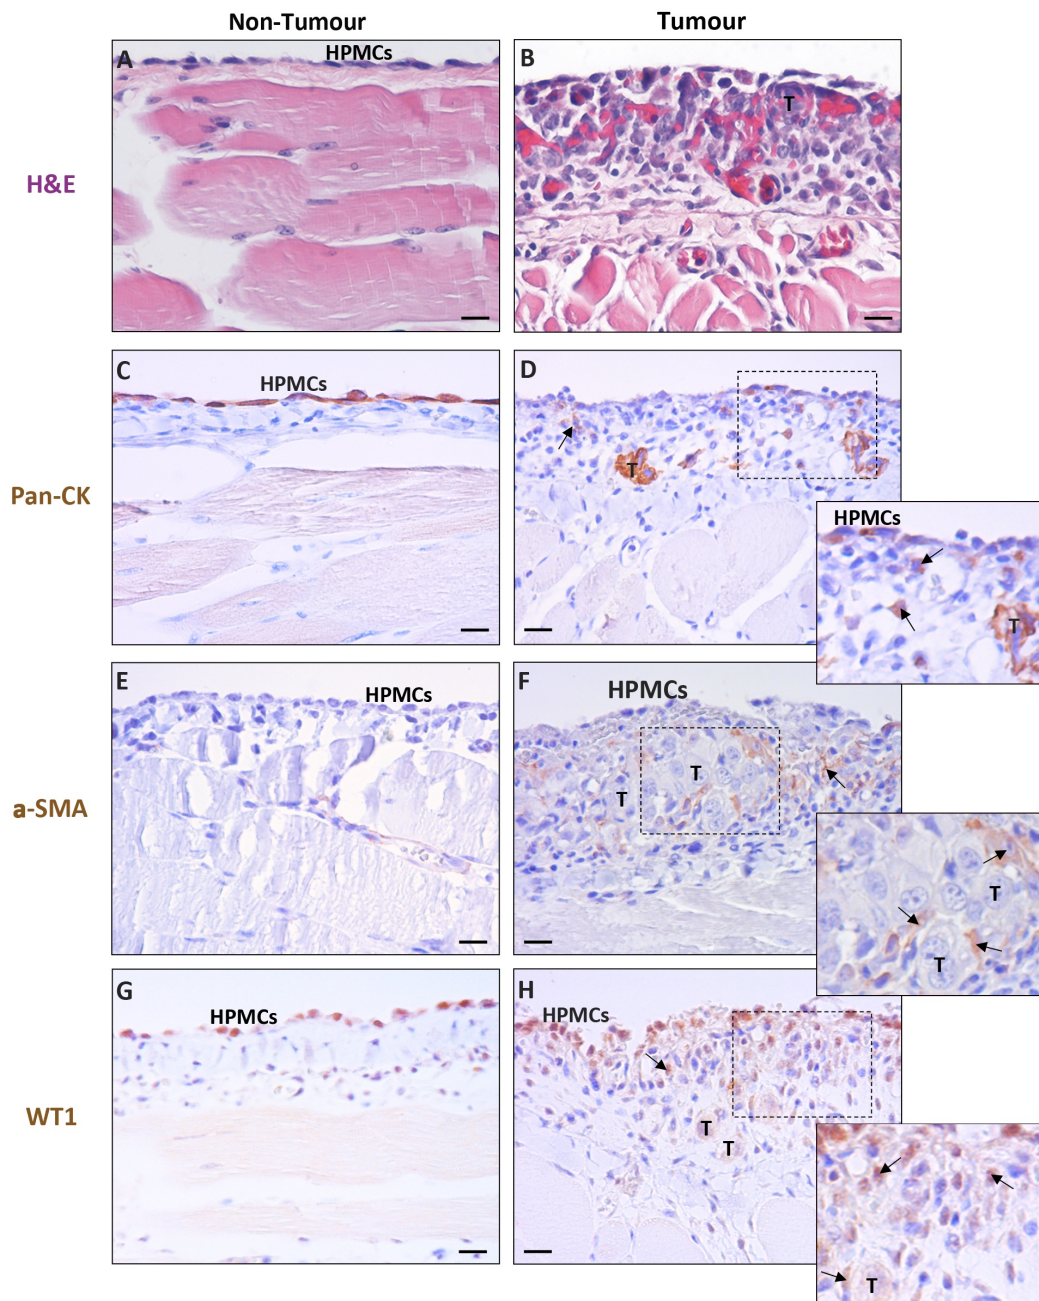 Non-Tumour
Tumour
H&E
A
HPMCs
B
T
Pan-CK
C
HPMCs
D
T
HPMCs
T
a-SMA
E
HPMCs
F
HPMCs
T
T
T
T
WT1
G
HPMCs
H
HPMCs
T
T
T